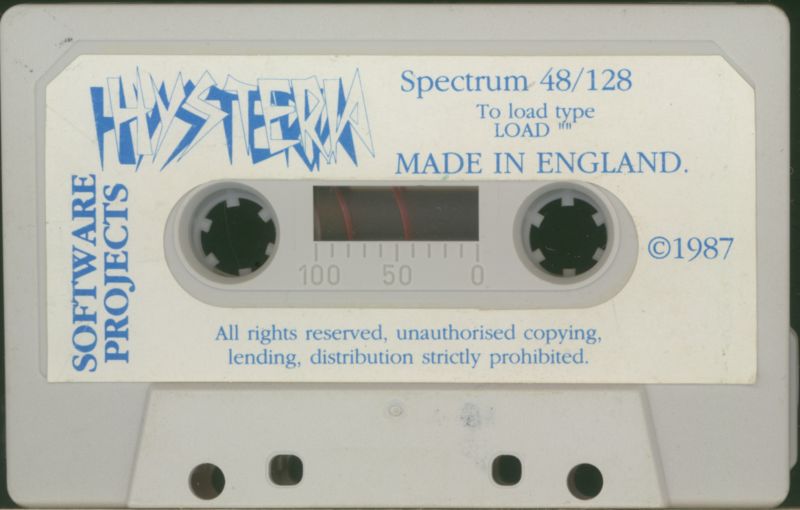 HYSTERIA
Spectrum 48/128
To load type
LOAD ""
MADE IN ENGLAND.
SOFTWARE
PROJECTS
©1987
100 50 0
All rights reserved, unauthorised copying,
lending, distribution strictly prohibited.